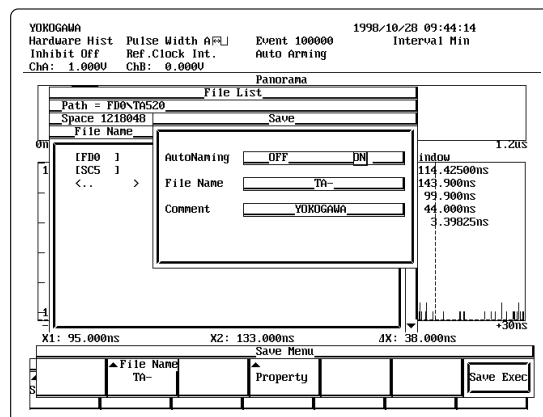 YOKOGAWA 1998/10/28 09:44:14
Hardware Hist Pulse Width A Event 100000 Interval Min
Inhibit Off Ref.Clock Int. Auto Arming
ChA: 1.000V ChB: 0.000V
Panorama
File List
Path = FD0\TA520
Space 1218048
Save
File Name
0n 1.2us
[FD0 ]
[SC5 ]
<.. >
AutoNaming OFF ON
File Name TA-
Comment YOKOGAWA
indow
114.42500ns
143.900ns
99.900ns
44.000ns
3.39825ns
1
1
+30ns
X1: 95.000ns X2: 133.000ns ΔX: 38.000ns
Save Menu
File Name
TA-
Property
Save Exec
S